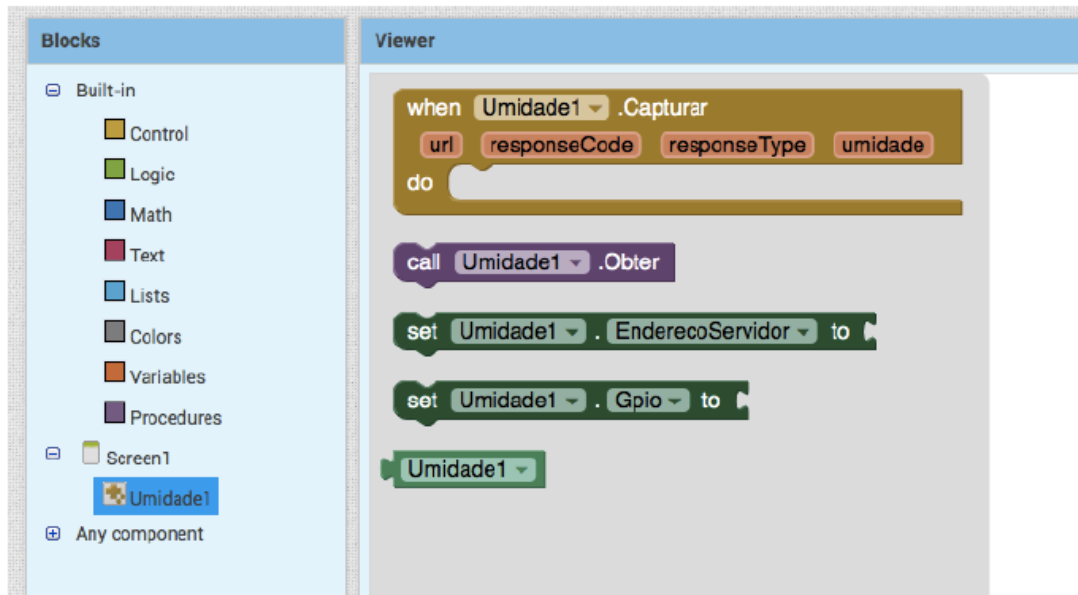 Blocks
Built-in
Control
Logic
Math
Text
Lists
Colors
Variables
Procedures
Screen1
Umidade1
Any component
Viewer
when Umidade1 .Capturar
url responseCode responseType umidade
do
call Umidade1 .Obter
set Umidade1 . EnderecoServidor to
set Umidade1 . Gpio to
Umidade1